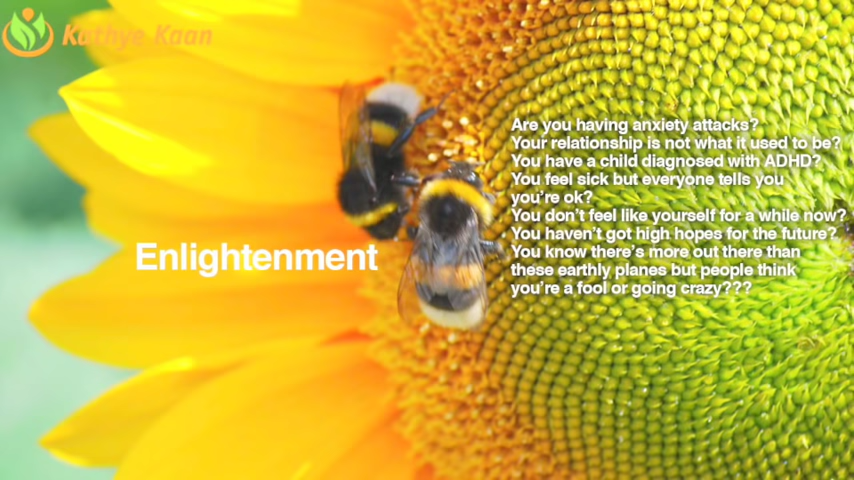 Kathye Kaan
Enlightenment
Are you having anxiety attacks?
Your relationship is not what it used to be?
You have a child diagnosed with ADHD?
You feel sick but everyone tells you
you're ok?
You don't feel like yourself for a while now?
You haven't got high hopes for the future?
You know there's more out there than
these earthly planes but people think
you're a fool or going crazy???